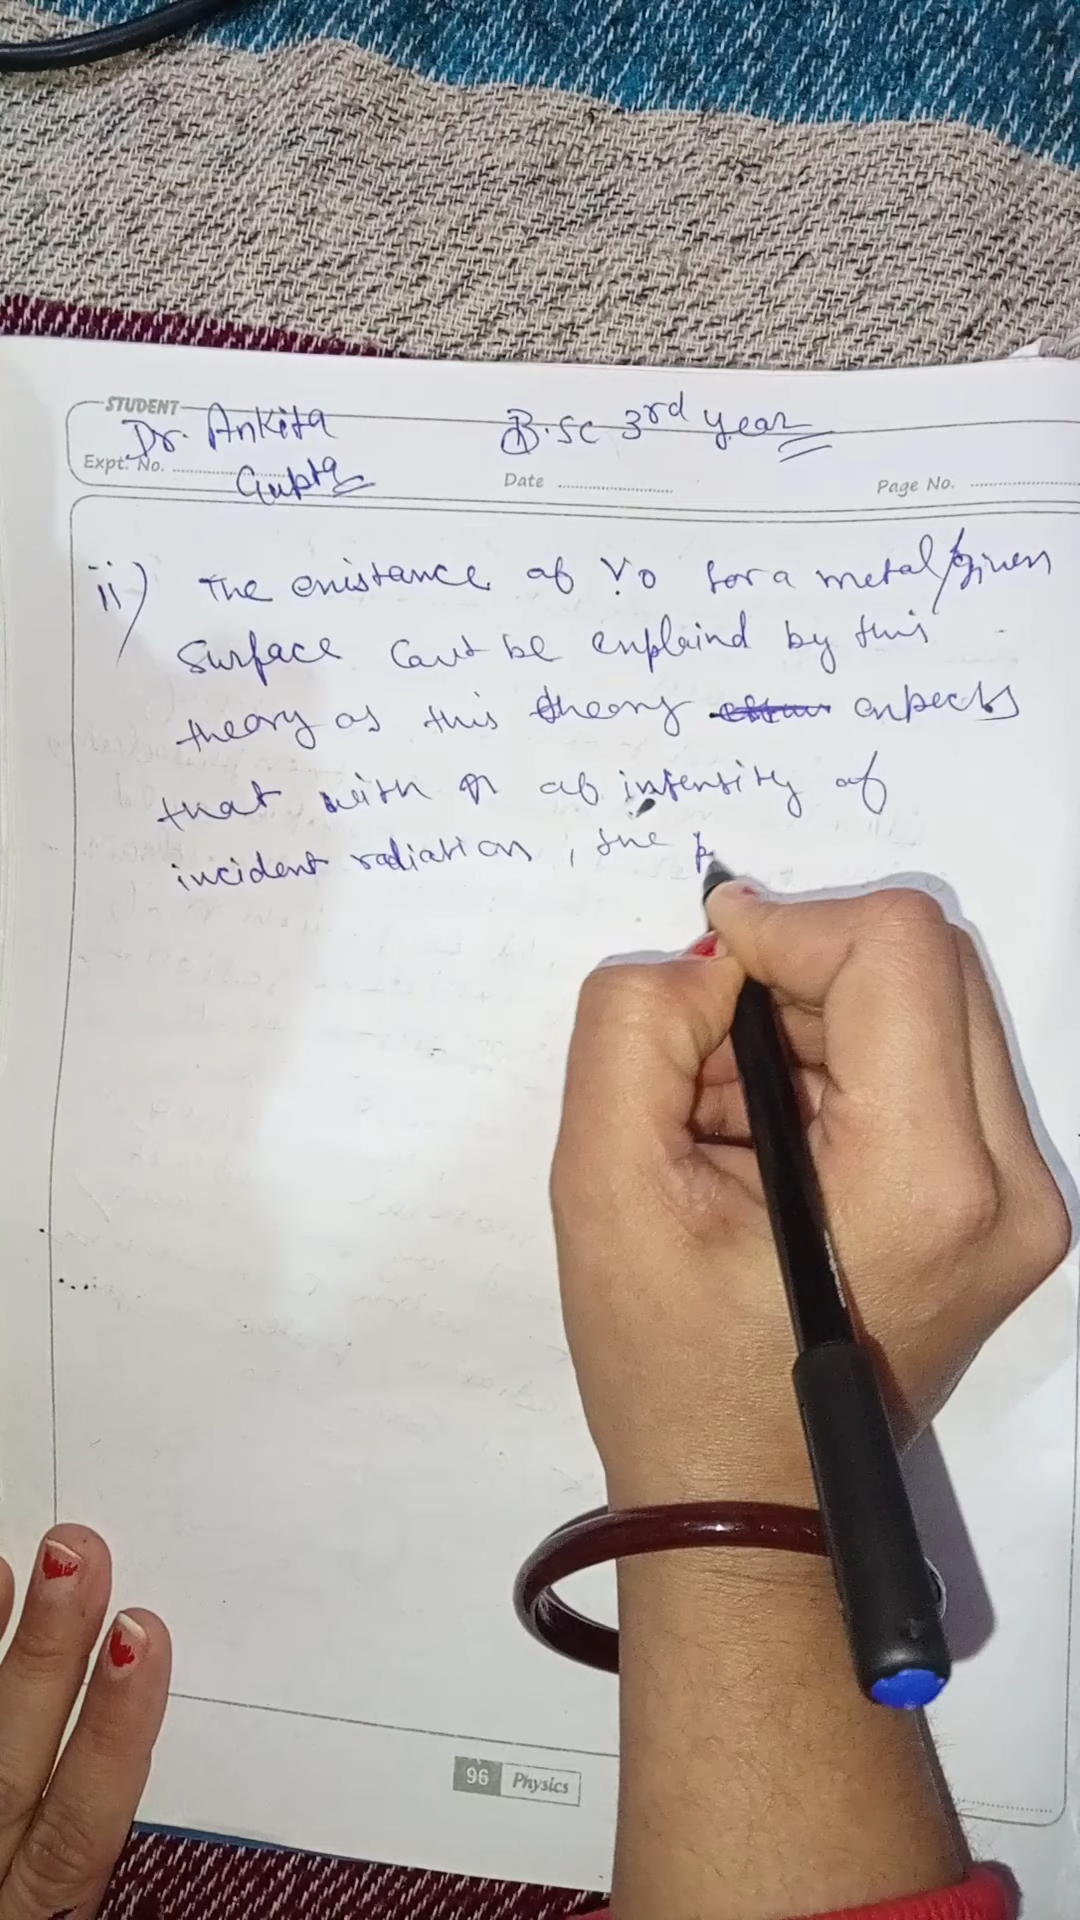 STUDENT
Dr. Ankita B.Sc 3rd year
Expt. No. Gupta Date Page No.
ii) The existance of ν0 for a metal/given
surface can't be explaind by this
theory as this theory expects
that with of intensity of
incident radiation, the p
96 Physics